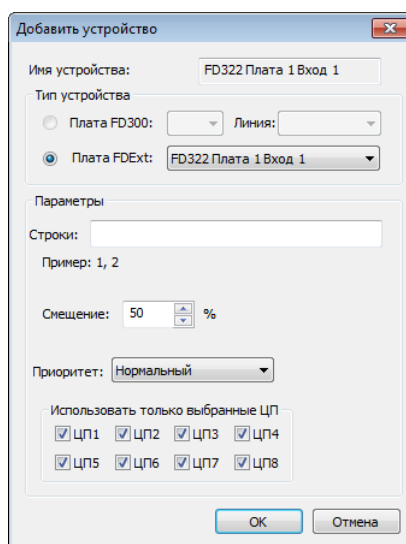 Добавить устройство
Имя устройства: FD322 Плата 1 Вход 1
Тип устройства
Плата FD300: Линия:
Плата FDExt: FD322 Плата 1 Вход 1
Параметры
Строки:
Пример: 1, 2
Смещение: 50 %
Приоритет: Нормальный
Использовать только выбранные ЦП
ЦП1 ЦП2 ЦП3 ЦП4
ЦП5 ЦП6 ЦП7 ЦП8
OK Отмена